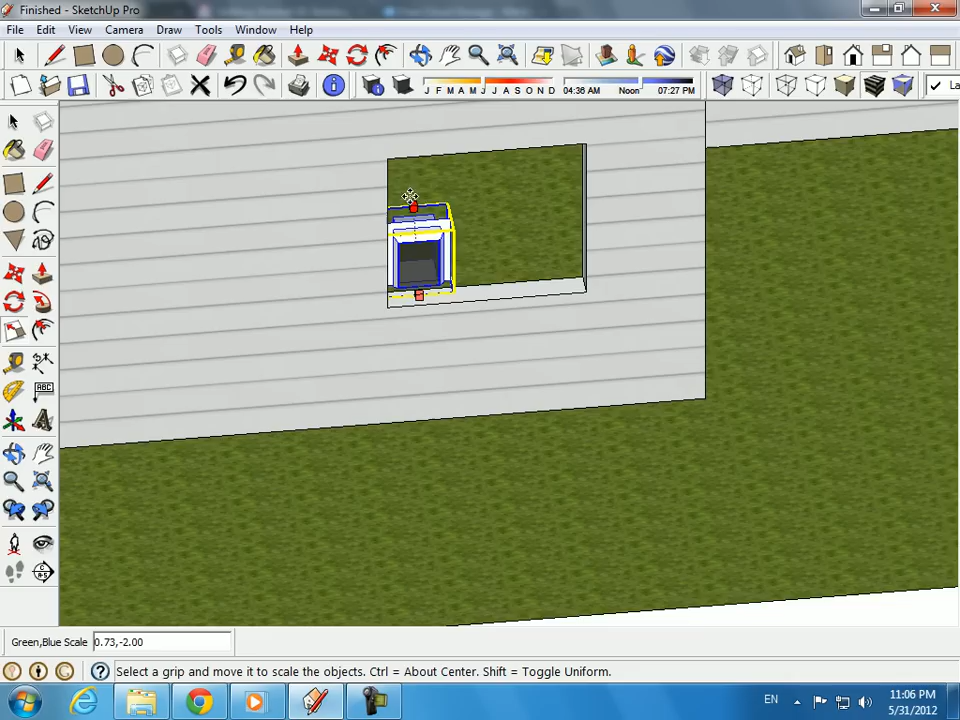 Finished - SketchUp Pro
File Edit View Camera Draw Tools Window Help
J F M A M J J A S O N D 04:36 AM Noon 07:27 PM La
ABC
A
Green,Blue Scale 0.73,-2.00
Select a grip and move it to scale the objects. Ctrl = About Center. Shift = Toggle Uniform.
EN 11:06 PM
5/31/2012